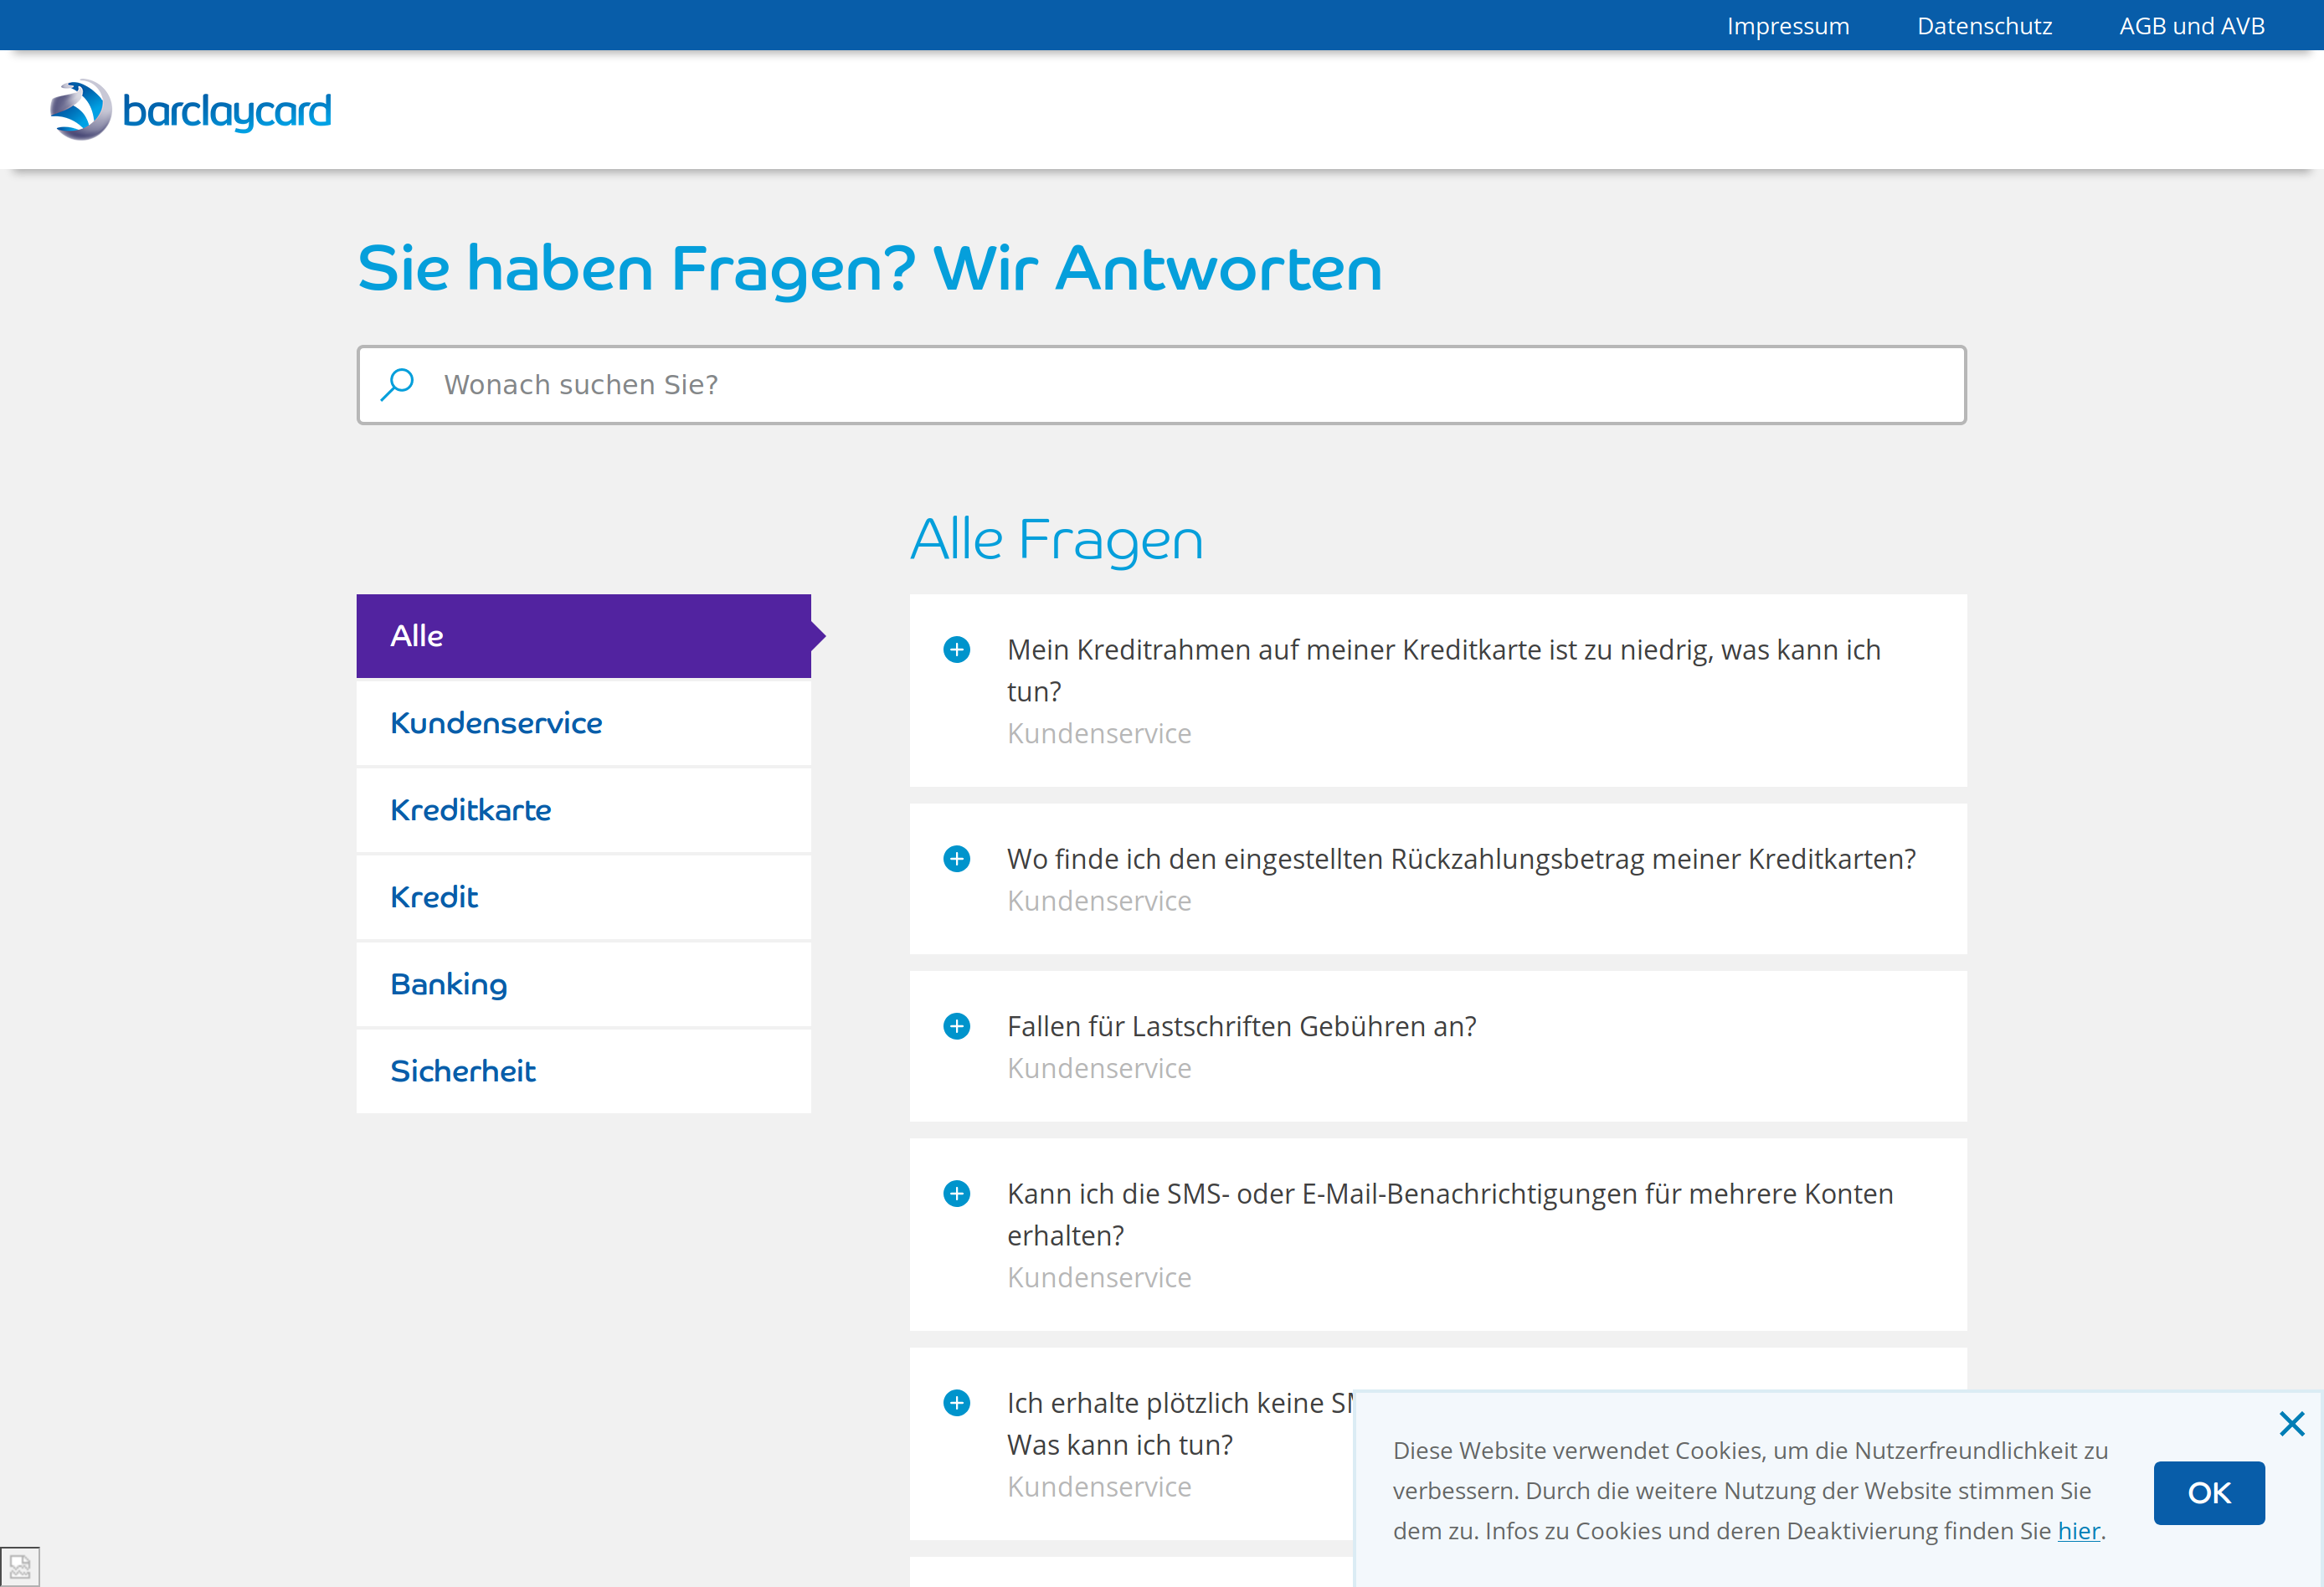 Impressum Datenschutz AGB und AVB
barclaycard
Sie haben Fragen? Wir Antworten
Wonach suchen Sie?
Alle Fragen
Alle
Kundenservice
Kreditkarte
Kredit
Banking
Sicherheit
Mein Kreditrahmen auf meiner Kreditkarte ist zu niedrig, was kann ich
tun?
Kundenservice
Wo finde ich den eingestellten Rückzahlungsbetrag meiner Kreditkarten?
Kundenservice
Fallen für Lastschriften Gebühren an?
Kundenservice
Kann ich die SMS- oder E-Mail-Benachrichtigungen für mehrere Konten
erhalten?
Kundenservice
Ich erhalte plötzlich keine
Was kann ich tun?
Kundenservice
Diese Website verwendet Cookies, um die Nutzerfreundlichkeit zu
verbessern. Durch die weitere Nutzung der Website stimmen Sie
dem zu. Infos zu Cookies und deren Deaktivierung finden Sie hier.
OK